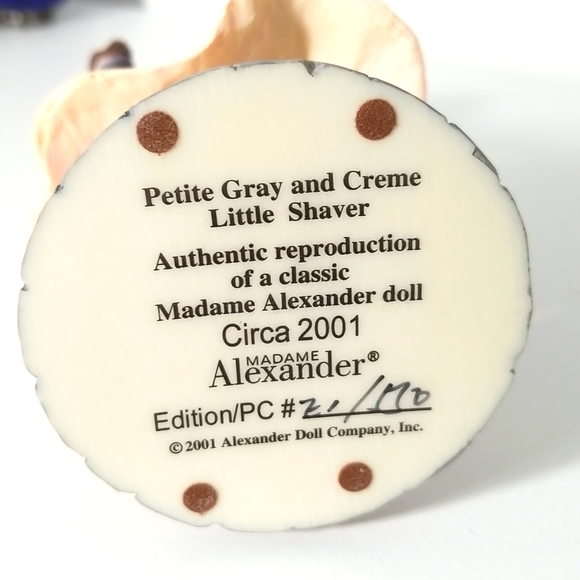 Petite Gray and Creme
Little Shaver
Authentic reproduction
of a classic
Madame Alexander doll
Circa 2001
MADAME
Alexander®
Edition/PC #
©2001 Alexander Doll Company, Inc.